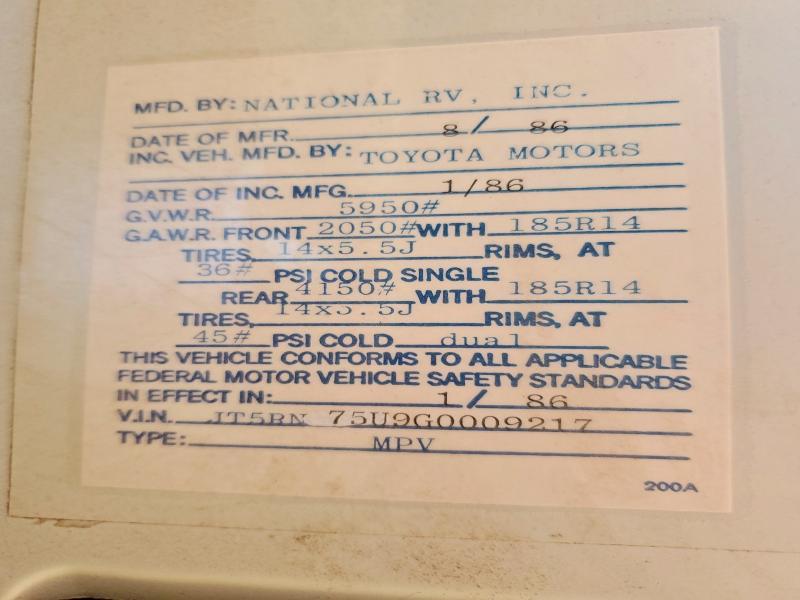 MFD. BY: NATIONAL RV, INC.
DATE OF MFR. 8 / 86
INC. VEH. MFD. BY: TOYOTA MOTORS
DATE OF INC. MFG. 1/86
G.V.W.R. 5950#
G.A.W.R. FRONT 2050# WITH 185R14
TIRES, 14x5.5J RIMS, AT
36# PSI COLD SINGLE
REAR 4150# WITH 185R14
TIRES, 14x5.5J RIMS, AT
45# PSI COLD dual
THIS VEHICLE CONFORMS TO ALL APPLICABLE
FEDERAL MOTOR VEHICLE SAFETY STANDARDS
IN EFFECT IN: 1 / 86
V.I.N. JT5RN 75U9G0009217
TYPE: MPV
200A